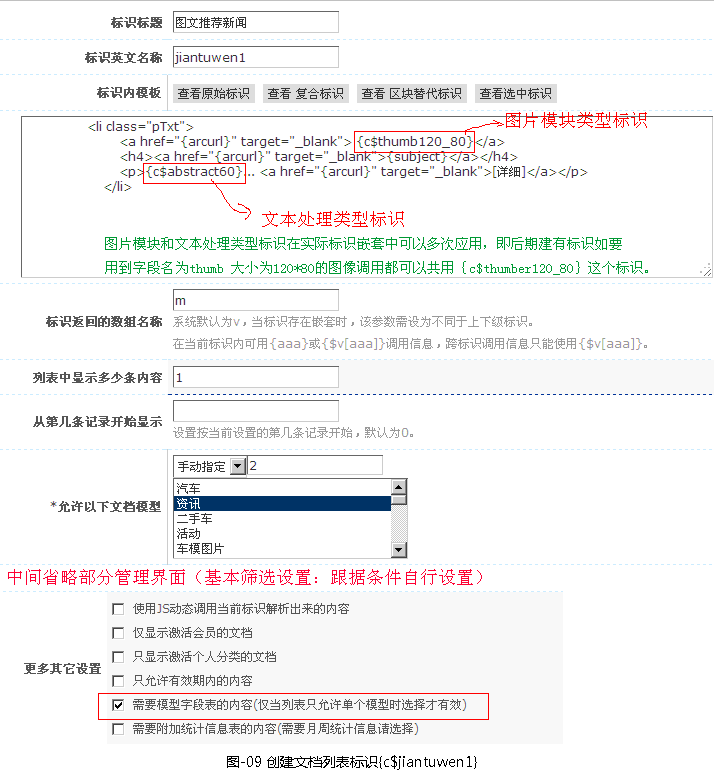 标识标题 图文推荐新闻
标识英文名称 jiantuwen1
标识内模板 查看原始标识 查看 复合标识 查看 区块替代标识 查看选中标识
<li class="pTxt">
<a href="{arcurl}" target="_blank">{c$thumb120_80}</a>
图片模块类型标识
<h4><a href="{arcurl}" target="_blank">{subject}</a></h4>
<p>{c$abstract60}... <a href="{arcurl}" target="_blank">[详细]</a></p>
</li>
文本处理类型标识
图片模块和文本处理类型标识在实际标识嵌套中可以多次应用，即后期建有标识如要
用到字段名为thumb 大小为120*80的图像调用都可以共用｛c$thumber120_80｝这个标识。
标识返回的数组名称 m
系统默认为v，当标识存在嵌套时，该参数需设为不同于上下级标识。
在当前标识内可用{aaa}或{$v[aaa]}调用信息，跨标识调用信息只能使用{$v[aaa]}。
列表中显示多少条内容 1
从第几条记录开始显示
设置按当前设置的第几条记录开始，默认为0。
手动指定 2
*允许以下文档模型
汽车
资讯
二手车
活动
车模图片
中间省略部分管理界面（基本筛选设置：跟据条件自行设置）
更多其它设置
使用JS动态调用当前标识解析出来的内容
仅显示激活会员的文档
只显示激活个人分类的文档
只允许有效期内的内容
需要模型字段表的内容(仅当列表只允许单个模型时选择才有效)
需要附加统计信息表的内容(需要月周统计信息请选择)
图-09 创建文档列表标识{c$jiantuwen1}